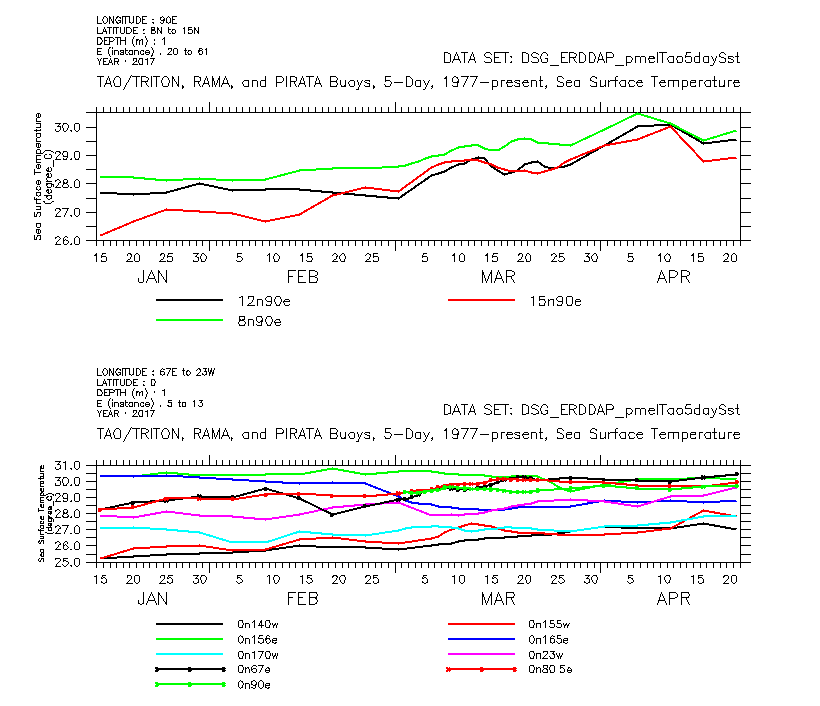 LONGITUDE : 90E
LATITUDE : 8N to 15N
DEPTH (m) : 1
E (instance) . 20 to 61
YEAR · 2017
DATA SET: DSG_ERDDAP_pmelTao5daySst
TAO/TRITON, RAMA, and PIRATA Buoys, 5-Day, 1977-present, Sea Surface Temperature
Sea Surface Temperature
(degree_C)
30.0
29.0
28.0
27.0
26.0
15 20 25 30 5 10 15 20 25 5 10 15 20 25 30 5 10 15 20
JAN FEB MAR APR
12n90e 15n90e
8n90e
LONGITUDE : 67E to 23W
LATITUDE : 0
DEPTH (m) · 1
E (instance) . 5 to 13
YEAR · 2017
DATA SET: DSG_ERDDAP_pmelTao5daySst
TAO/TRITON, RAMA, and PIRATA Buoys, 5-Day, 1977-present, Sea Surface Temperature
Sea Surface Temperature
(degree_C)
31.0
30.0
29.0
28.0
27.0
26.0
25.0
15 20 25 30 5 10 15 20 25 5 10 15 20 25 30 5 10 15 20
JAN FEB MAR APR
0n140w 0n155w
0n156e 0n165e
0n170w 0n23w
0n67e 0n80.5e
0n90e